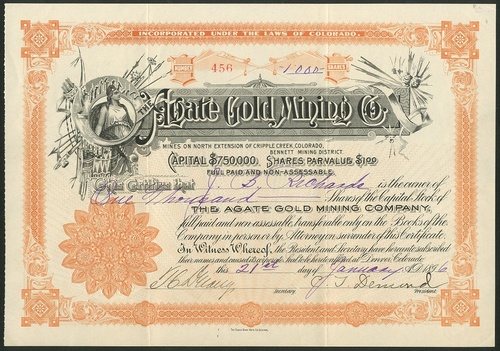 INCORPORATED UNDER THE LAWS OF COLORADO.
NUMBER 456 1000 SHARES
THE Agate Gold Mining Co.
MINES ON NORTH EXTENSION OF CRIPPLE CREEK, COLORADO,
BENNETT MINING DISTRICT.
CAPITAL $750,000. SHARES PAR VALUE $1.00
FULL PAID AND NON-ASSESSABLE.
This Certifies that J. S. Richards is the owner of
One Thousand Shares of the Capital Stock of
THE AGATE GOLD MINING COMPANY,
full paid and non assessable, transferable only on the Books of the
Company in person or by Attorney on surrender of this Certificate.
In Witness Whereof, the President and Secretary have hereunto subscribed
their names and caused its corporate seal to be hereto affixed at Denver, Colorado
this 21st day of January A.D. 1896
Secretary President